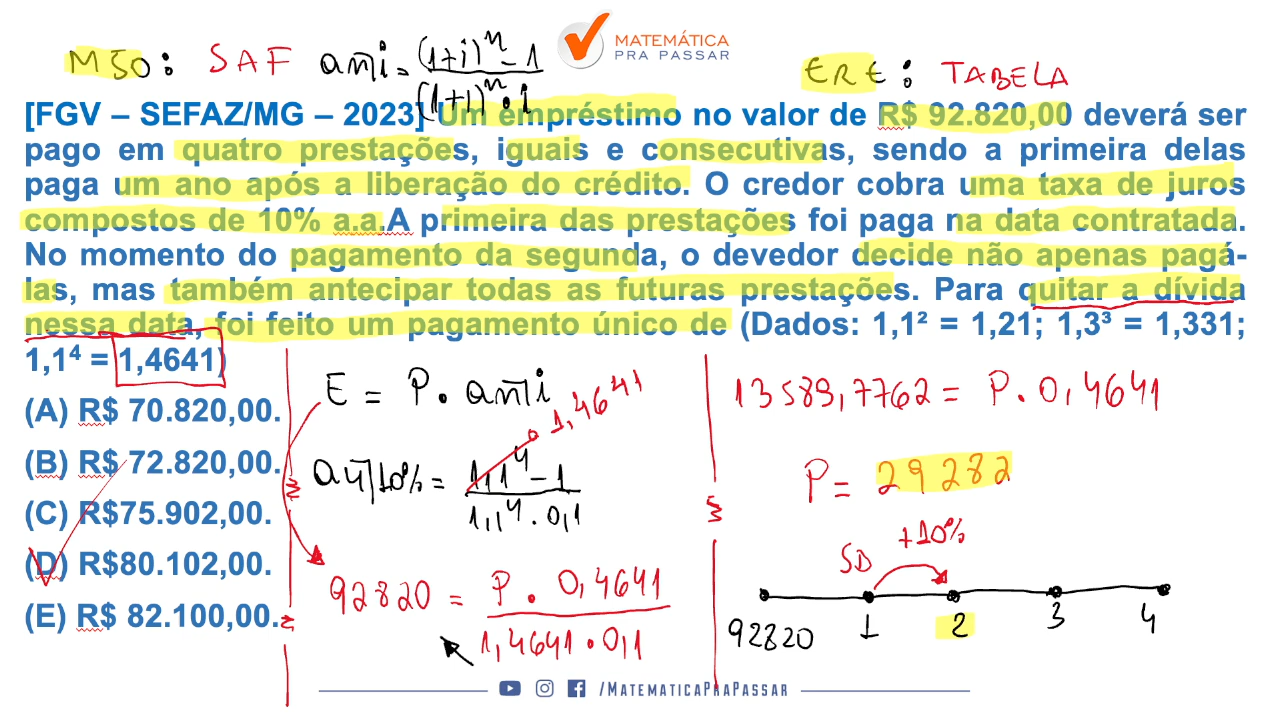 MATEMÁTICA
PRA PASSAR
M50: SAF an̅i = (1+i)ⁿ - 1
(1+i)ⁿ . i
ERE: TABELA
[FGV – SEFAZ/MG – 2023] Um empréstimo no valor de R$ 92.820,00 deverá ser
pago em quatro prestações, iguais e consecutivas, sendo a primeira delas
paga um ano após a liberação do crédito. O credor cobra uma taxa de juros
compostos de 10% a.a.A primeira das prestações foi paga na data contratada.
No momento do pagamento da segunda, o devedor decide não apenas pagá-
las, mas também antecipar todas as futuras prestações. Para quitar a dívida
nessa data, foi feito um pagamento único de (Dados: 1,1² = 1,21; 1,3³ = 1,331;
1,1⁴ = 1,4641)
(A) R$ 70.820,00.
(B) R$ 72.820,00.
(C) R$75.902,00.
(D) R$80.102,00.
(E) R$ 82.100,00.
E = P . an̅i
1,4641
a4̅|10% = 1,1⁴ - 1
1,1⁴ . 0,1
92820 = P . 0,4641
1,4641 . 0,1
13589,7762 = P . 0,4641
P = 29282
SD +10%
92820 1 2 3 4
/MatematicaPraPassar